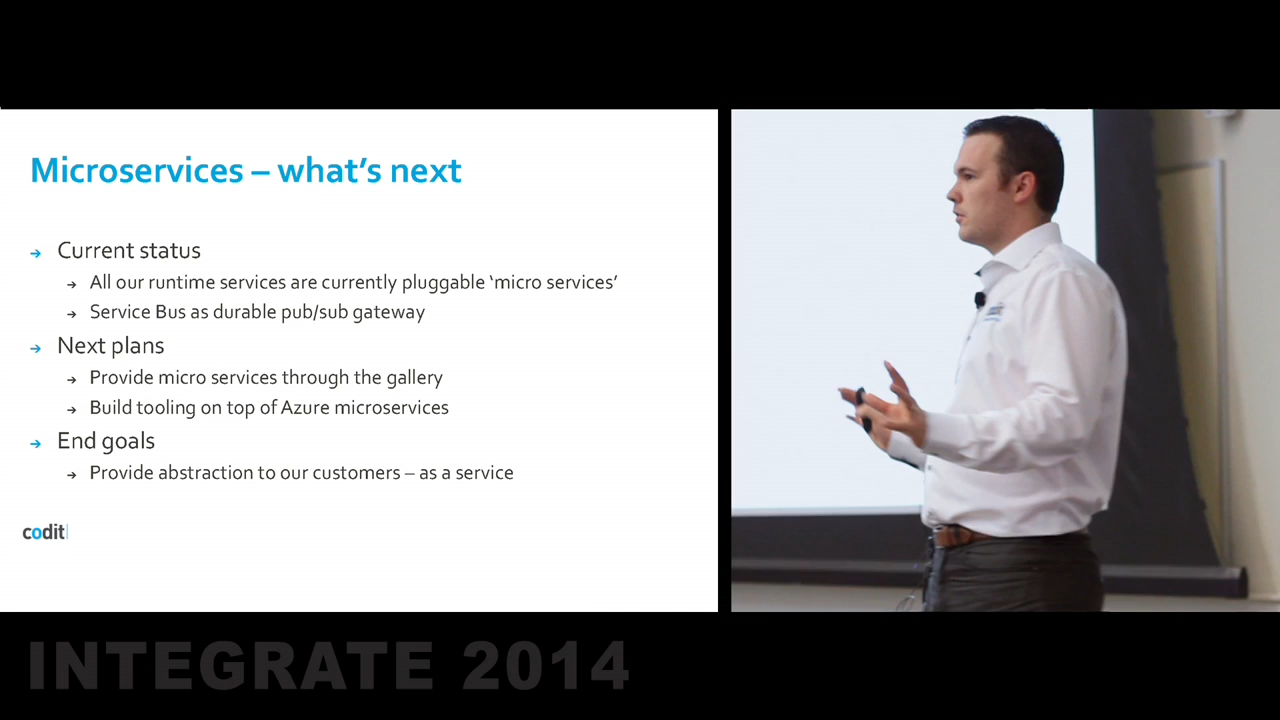 Microservices – what's next
→ Current status
→ All our runtime services are currently pluggable ‘micro services’
→ Service Bus as durable pub/sub gateway
→ Next plans
→ Provide micro services through the gallery
→ Build tooling on top of Azure microservices
→ End goals
→ Provide abstraction to our customers – as a service
codit
INTEGRATE 2014